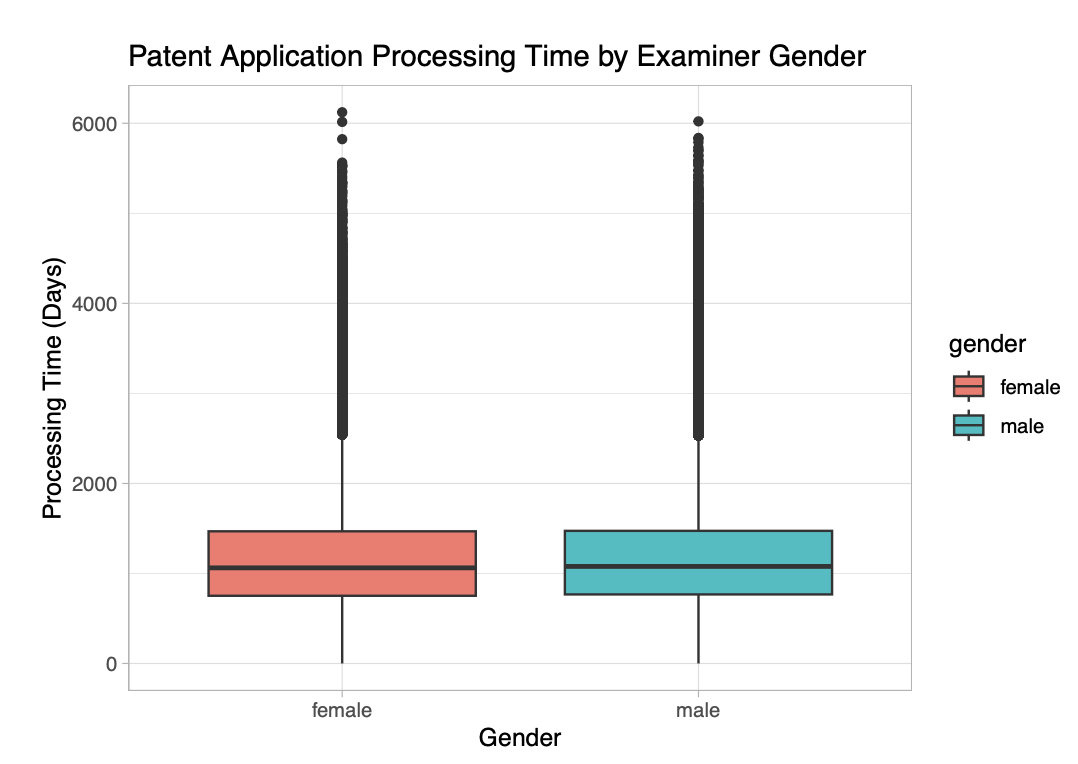 Patent Application Processing Time by Examiner Gender
Processing Time (Days)
6000
4000
2000
0
female
male
Gender
gender
female
male